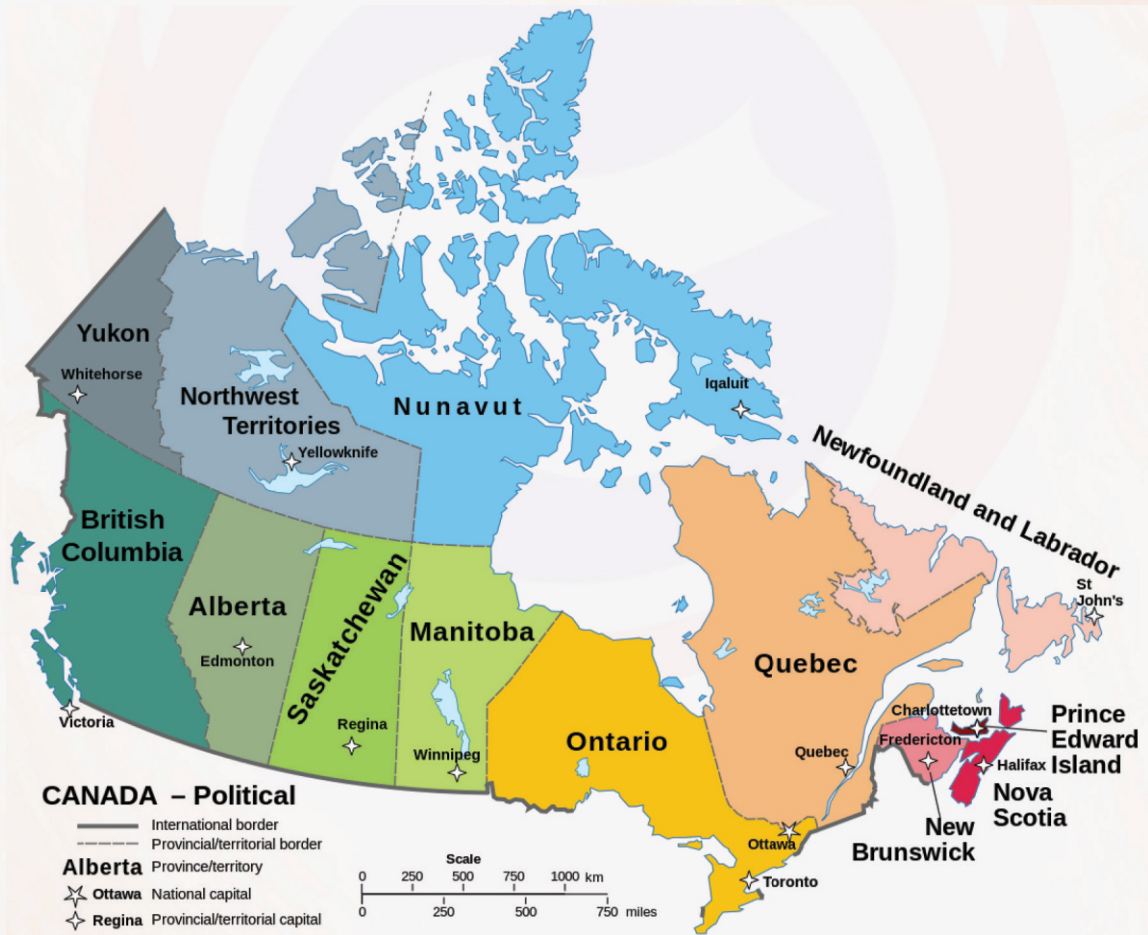 Yukon
Whitehorse
Northwest
Territories
Yellowknife
Nunavut
Iqaluit
Newfoundland and Labrador
St
John's
British
Columbia
Victoria
Alberta
Edmonton
Saskatchewan
Regina
Manitoba
Winnipeg
Ontario
Ottawa
Toronto
Quebec
Quebec
Charlottetown
Prince
Edward
Island
Fredericton
New
Brunswick
Halifax
Nova
Scotia
CANADA – Political
International border
Provincial/territorial border
Alberta Province/territory
Ottawa National capital
Regina Provincial/territorial capital
Scale
0 250 500 750 1000 km
0 250 500 750 miles